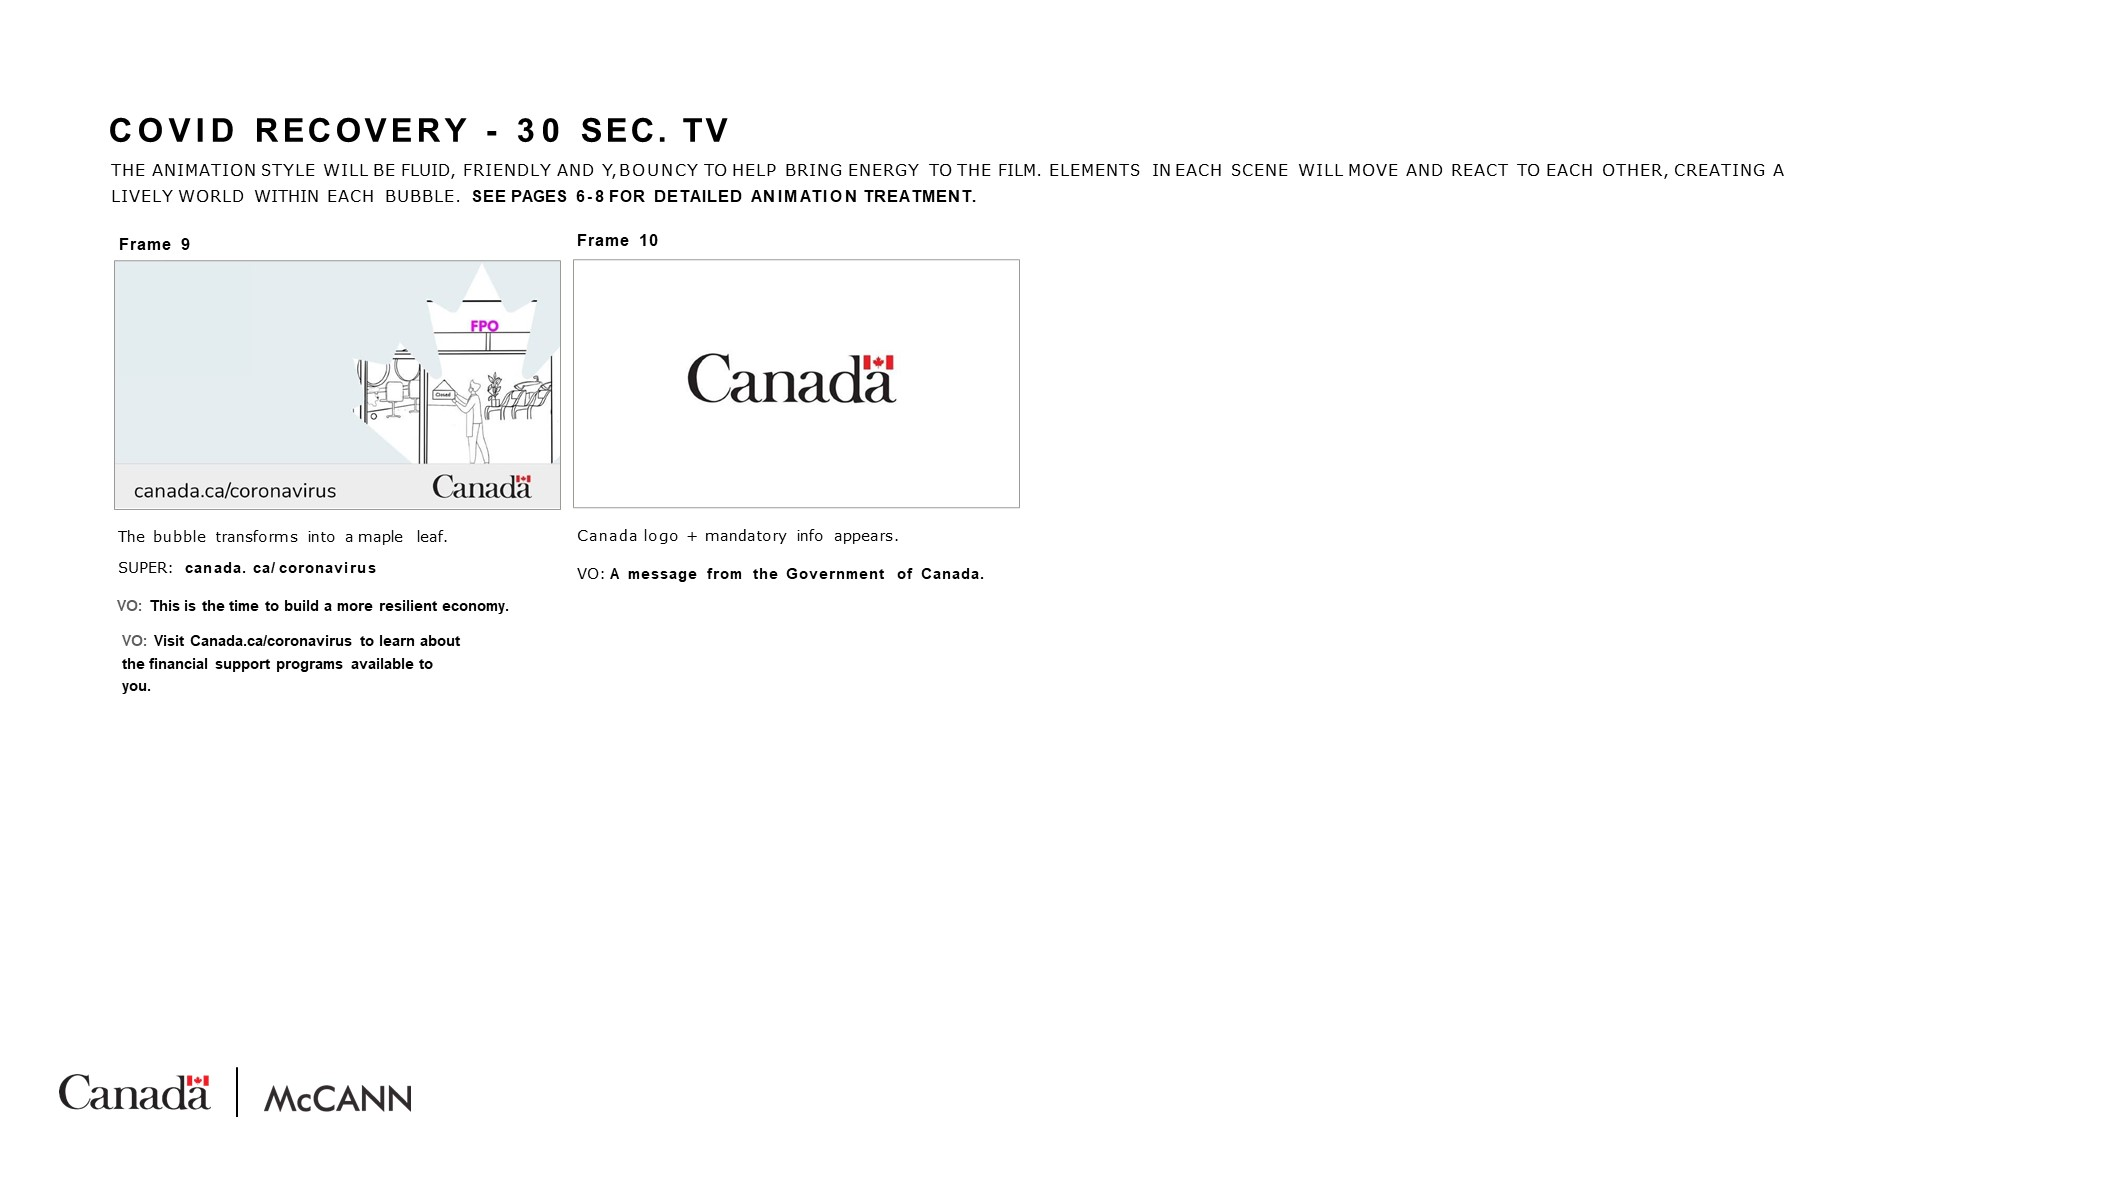 COVID RECOVERY - 30 SEC. TV
THE ANIMATION STYLE WILL BE FLUID, FRIENDLY AND Y, BOUNCY TO HELP BRING ENERGY TO THE FILM. ELEMENTS IN EACH SCENE WILL MOVE AND REACT TO EACH OTHER, CREATING A
LIVELY WORLD WITHIN EACH BUBBLE. SEE PAGES 6-8 FOR DETAILED ANIMATION TREATMENT.
Frame 9
FPO
Closed
canada.ca/coronavirus
Canada
The bubble transforms into a maple leaf.
SUPER: canada. ca/ coronavirus
VO: This is the time to build a more resilient economy.
VO: Visit Canada.ca/coronavirus to learn about
the financial support programs available to
you.
Frame 10
Canada
Canada logo + mandatory info appears.
VO: A message from the Government of Canada.
Canada
McCANN